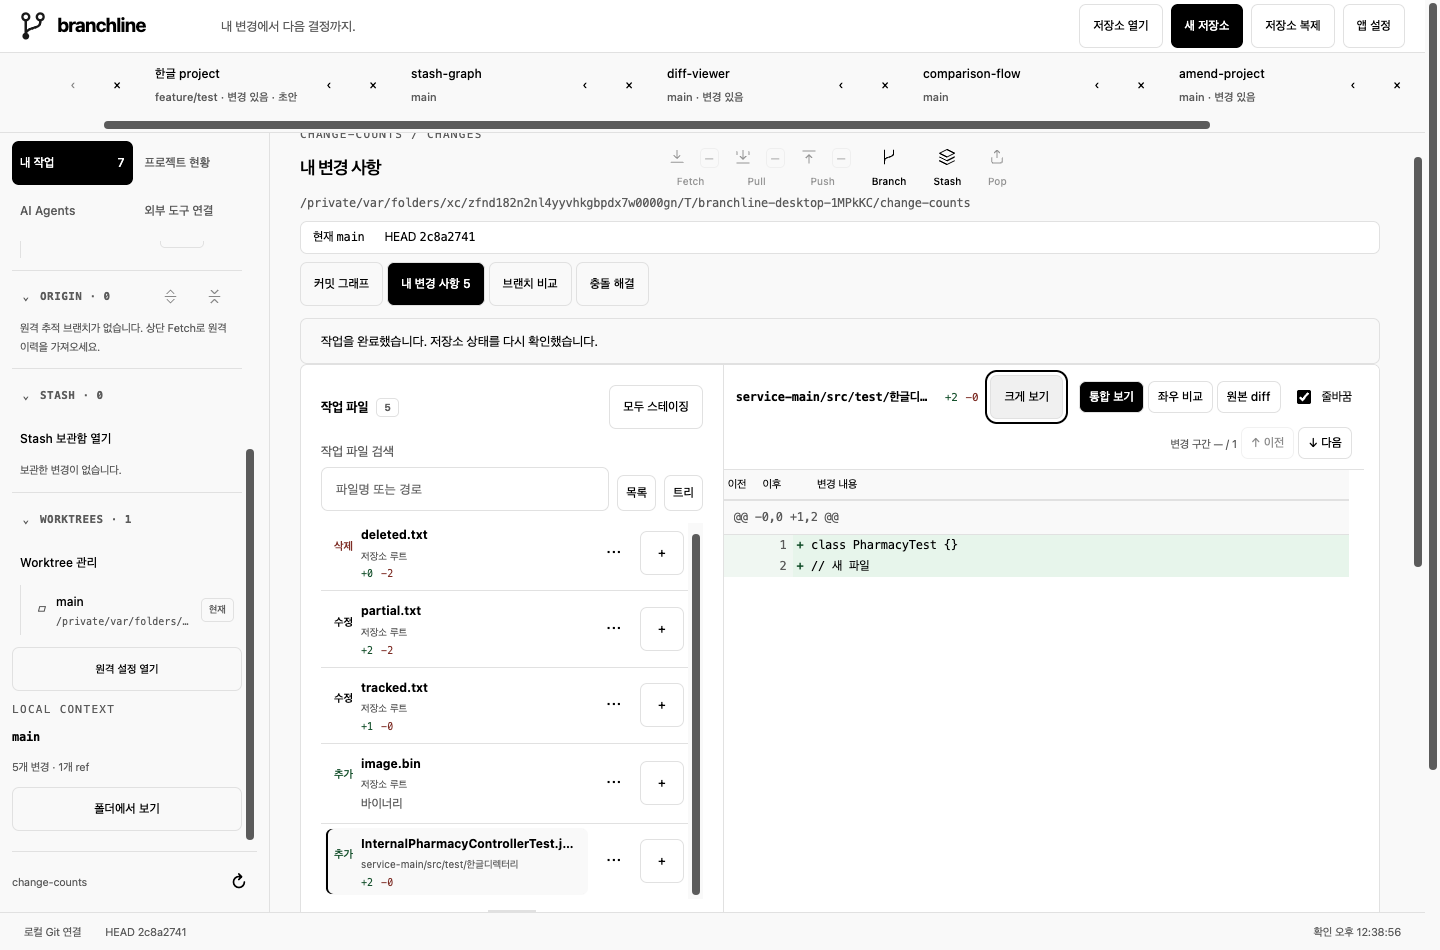 branchline
내 변경에서 다음 결정까지.
저장소 열기
새 저장소
저장소 복제
앱 설정
‹ ×
한글 project
feature/test · 변경 있음 · 초안
‹ ×
stash-graph
main
‹ ×
diff-viewer
main · 변경 있음
‹ ×
comparison-flow
main
‹ ×
amend-project
main · 변경 있음
‹ ×
내 작업 7
프로젝트 현황
AI Agents
외부 도구 연결
ORIGIN · 0
원격 추적 브랜치가 없습니다. 상단 Fetch로 원격
이력을 가져오세요.
STASH · 0
Stash 보관함 열기
보관한 변경이 없습니다.
WORKTREES · 1
Worktree 관리
main
/private/var/folders/…
현재
원격 설정 열기
LOCAL CONTEXT
main
5개 변경 · 1개 ref
폴더에서 보기
change-counts
CHANGE-COUNTS / CHANGES
내 변경 사항
Fetch
Pull
Push
Branch
Stash
Pop
/private/var/folders/xc/zfnd182n2nl4yyvhkgbpdx7w0000gn/T/branchline-desktop-1MPkKC/change-counts
현재 main HEAD 2c8a2741
커밋 그래프
내 변경 사항 5
브랜치 비교
충돌 해결
작업을 완료했습니다. 저장소 상태를 다시 확인했습니다.
작업 파일 5
모두 스테이징
작업 파일 검색
파일명 또는 경로
목록
트리
삭제 deleted.txt
저장소 루트
+0 −2
··· +
수정 partial.txt
저장소 루트
+2 −2
··· +
수정 tracked.txt
저장소 루트
+1 −0
··· +
추가 image.bin
저장소 루트
바이너리
··· +
추가 InternalPharmacyControllerTest.j...
service-main/src/test/한글디렉터리
+2 −0
··· +
service-main/src/test/한글디… +2 −0
크게 보기
통합 보기
좌우 비교
원본 diff
줄바꿈
변경 구간 — / 1
↑ 이전
↓ 다음
이전 이후 변경 내용
@@ −0,0 +1,2 @@
1 + class PharmacyTest {}
2 + // 새 파일
로컬 Git 연결 HEAD 2c8a2741
확인 오후 12:38:56